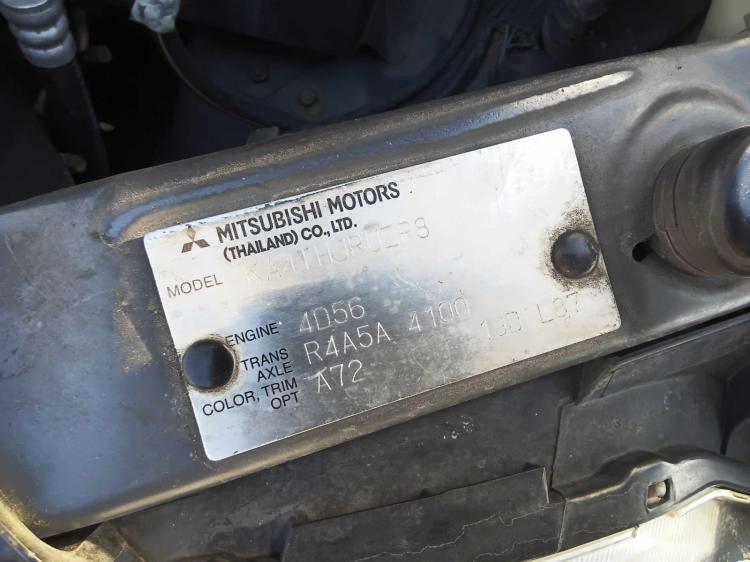 MITSUBISHI MOTORS
(THAILAND) CO., LTD.
MODEL
ENGINE 4D56
TRANS R4A5A 4100
AXLE
COLOR, TRIM A72
OPT